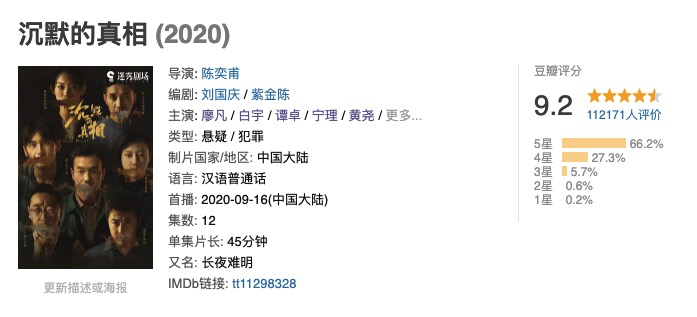 沉默的真相 (2020)
迷雾剧场
沉默的真相
更新描述或海报
导演: 陈奕甫
编剧: 刘国庆 / 紫金陈
主演: 廖凡 / 白宇 / 谭卓 / 宁理 / 黄尧 / 更多...
类型: 悬疑 / 犯罪
制片国家/地区: 中国大陆
语言: 汉语普通话
首播: 2020-09-16(中国大陆)
集数: 12
单集片长: 45分钟
又名: 长夜难明
IMDb链接: tt11298328
豆瓣评分
9.2
112171人评价
5星 66.2%
4星 27.3%
3星 5.7%
2星 0.6%
1星 0.2%